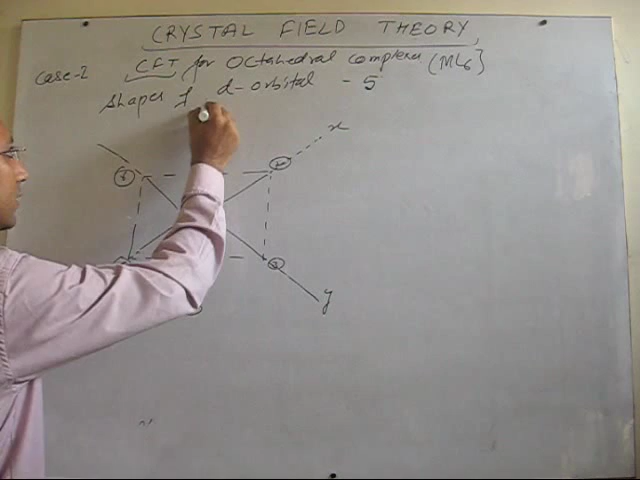 CRYSTAL FIELD THEORY
Case-2 CFT for Octahedral complexes (ML6]
Shapes of d-orbital - 5
x
y